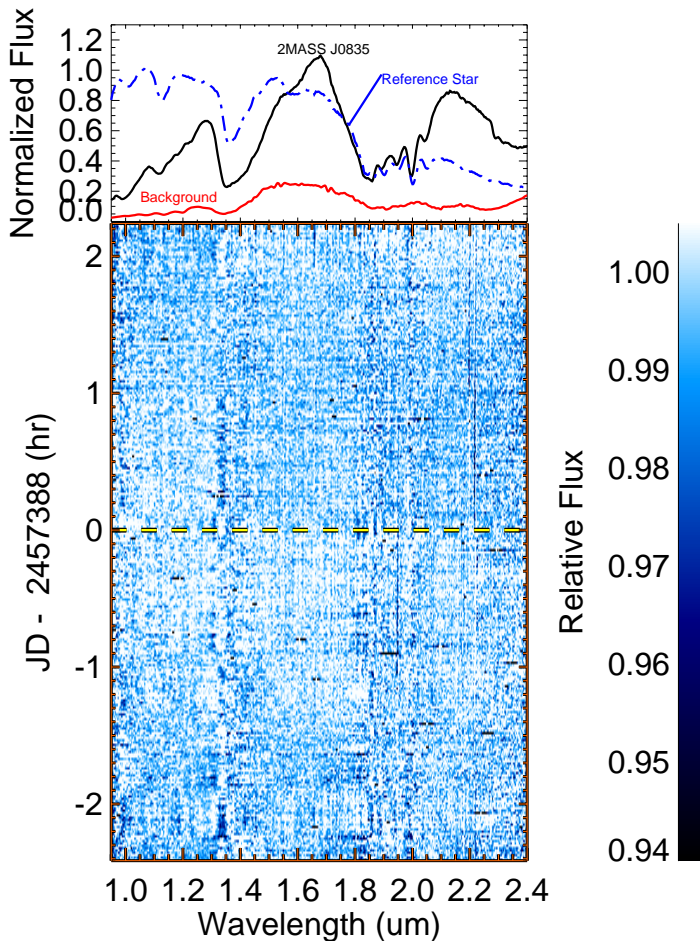 Normalized Flux
1.2
1.0
0.8
0.6
0.4
0.2
0.0
2MASS J0835
Reference Star
Background
JD - 2457388 (hr)
2
1
0
-1
-2
1.0 1.2 1.4 1.6 1.8 2.0 2.2 2.4
Wavelength (um)
Relative Flux
1.00
0.99
0.98
0.97
0.96
0.95
0.94